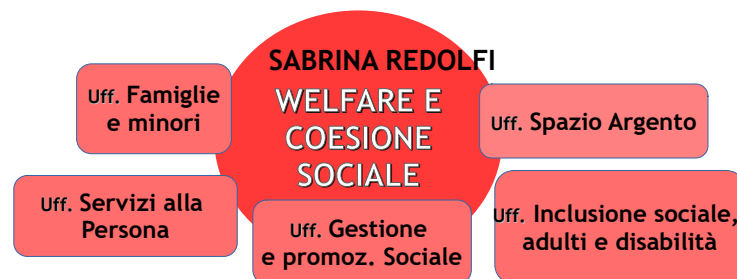 SABRINA REDOLFI
WELFARE E
COESIONE
SOCIALE
Uff. Famiglie
e minori
Uff. Spazio Argento
Uff. Servizi alla
Persona
Uff. Gestione
e promoz. Sociale
Uff. Inclusione sociale,
adulti e disabilità